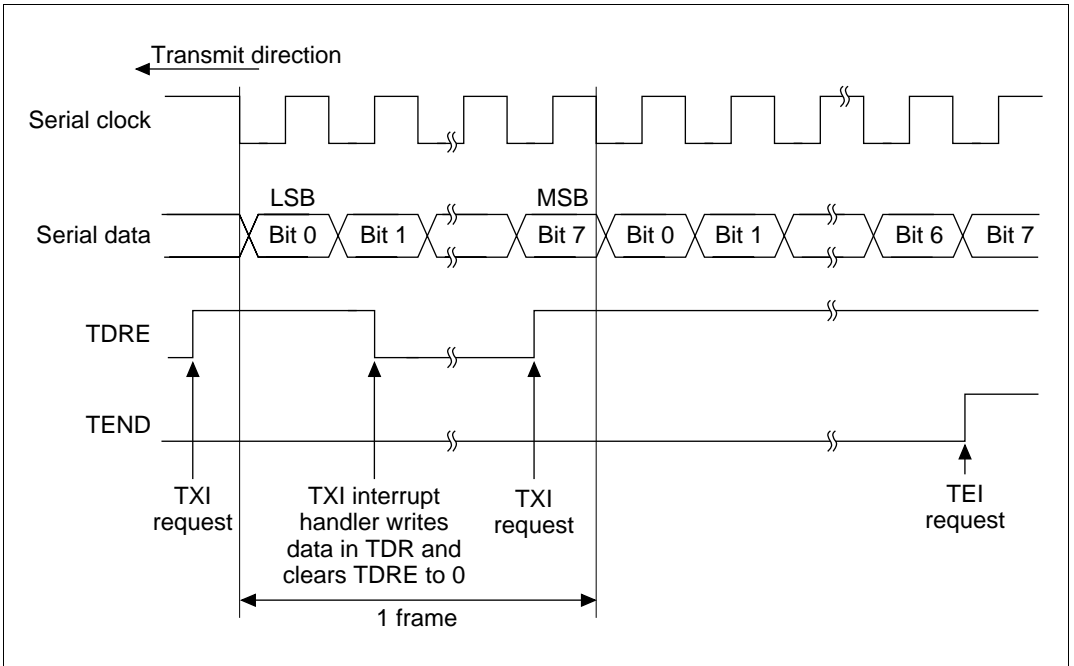 Transmit direction
Serial clock
LSB
MSB
Serial data
Bit 0
Bit 1
Bit 7
Bit 0
Bit 1
Bit 6
Bit 7
TDRE
TEND
TXI
request
TXI interrupt
handler writes
data in TDR and
clears TDRE to 0
TXI
request
TEI
request
1 frame